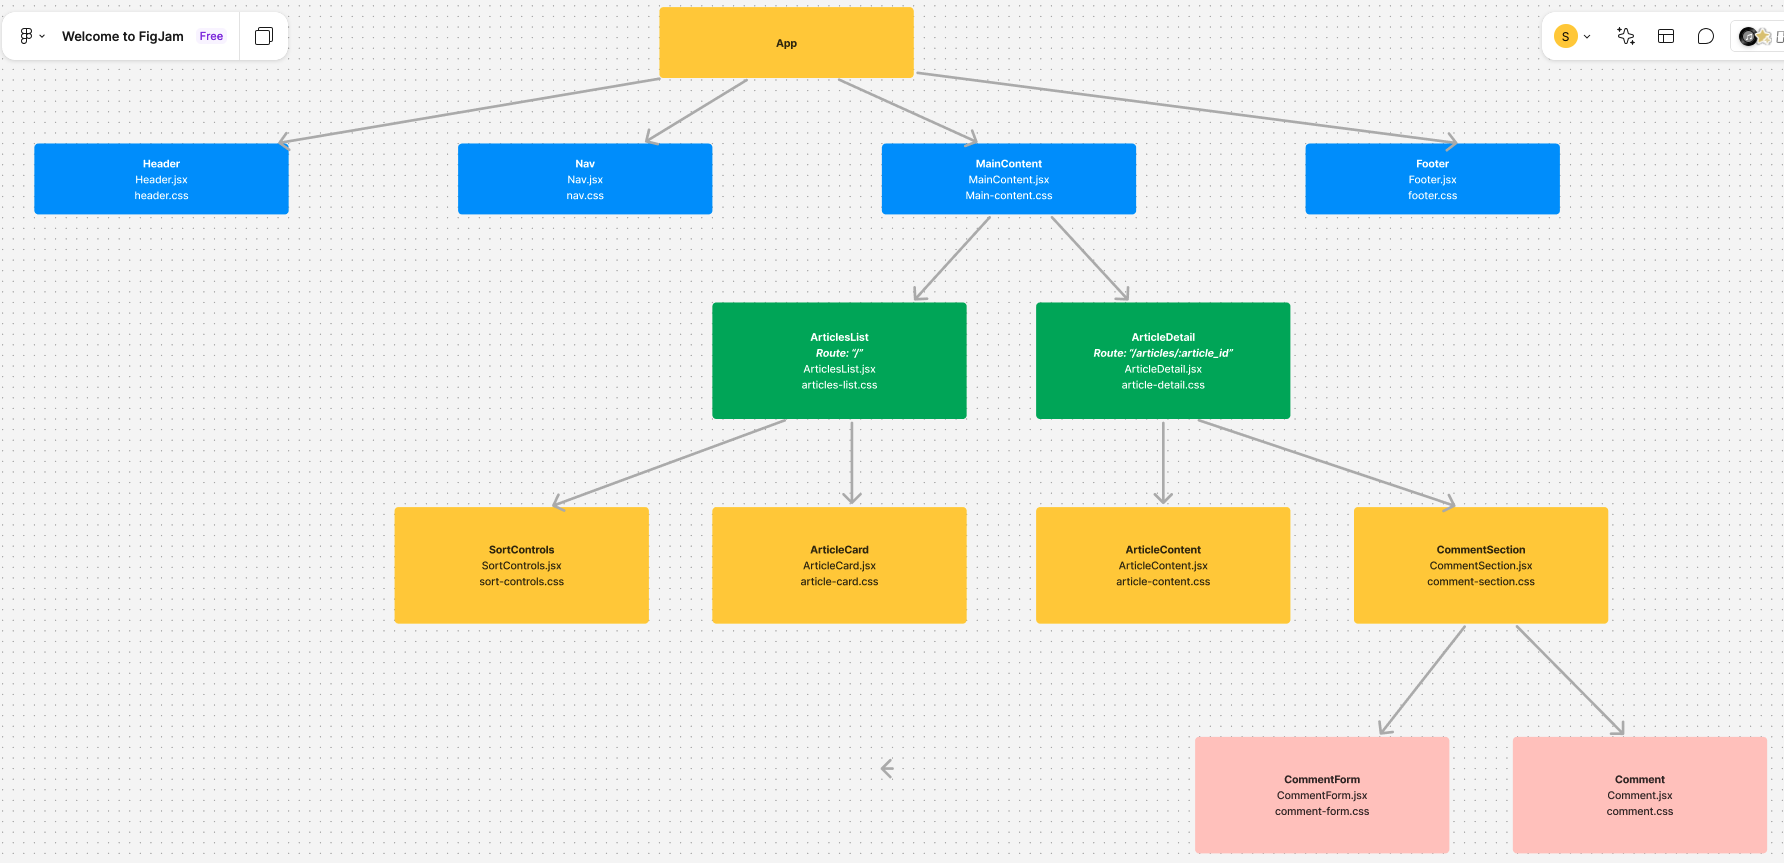 Welcome to FigJam
Free
S
App
Header
Header.jsx
header.css
Nav
Nav.jsx
nav.css
MainContent
MainContent.jsx
Main-content.css
Footer
Footer.jsx
footer.css
ArticlesList
Route: “/”
ArticlesList.jsx
articles-list.css
ArticleDetail
Route: “/articles/:article_id”
ArticleDetail.jsx
article-detail.css
SortControls
SortControls.jsx
sort-controls.css
ArticleCard
ArticleCard.jsx
article-card.css
ArticleContent
ArticleContent.jsx
article-content.css
CommentSection
CommentSection.jsx
comment-section.css
CommentForm
CommentForm.jsx
comment-form.css
Comment
Comment.jsx
comment.css